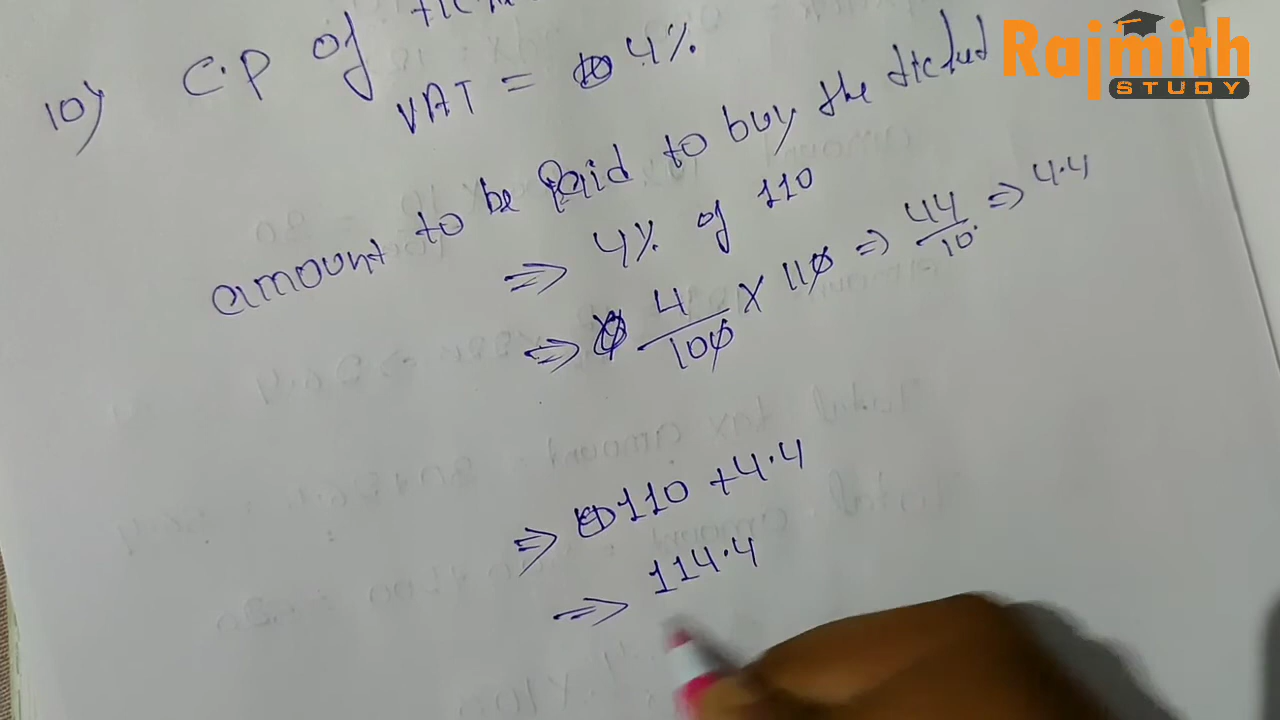 Rajmith
STUDY
10) C.P of
VAT = 4%
amount to be paid to buy the ticket
⇒ 4% of 110
⇒ 4/100 × 110 ⇒ 44/10 ⇒ 4.4
⇒ 110 + 4.4
⇒ 114.4